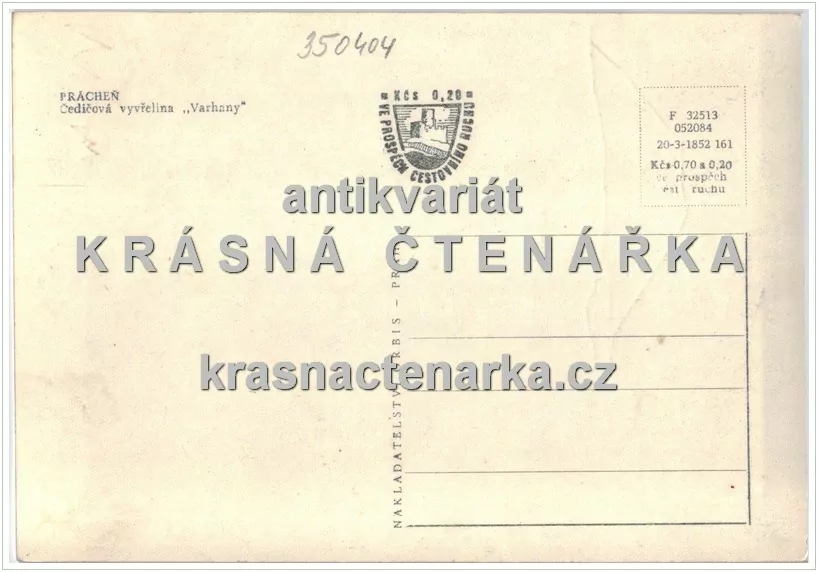 350404
PRÁCHEŇ
Čedičová vyvřelina „Varhany"
Kčs 0,20
VE PROSPĚCH CESTOVNÍHO RUCHU
F 32513
052084
20-3-1852 161
Kčs 0,70 s 0,20
ve prospěch
ruchu
antikvariát
KRÁSNÁ ČTENÁŘKA
krasnactenarka.cz
NAKLADATELSTVÍ ORBIS –